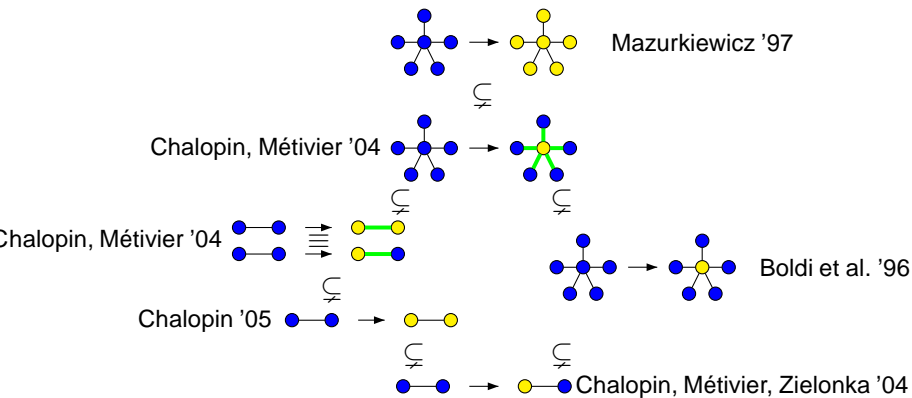 Mazurkiewicz '97
⊊
Chalopin, Métivier '04
⊊ ⊊
Chalopin, Métivier '04 ≡
Boldi et al. '96
⊊
Chalopin '05
⊊ ⊊
Chalopin, Métivier, Zielonka '04